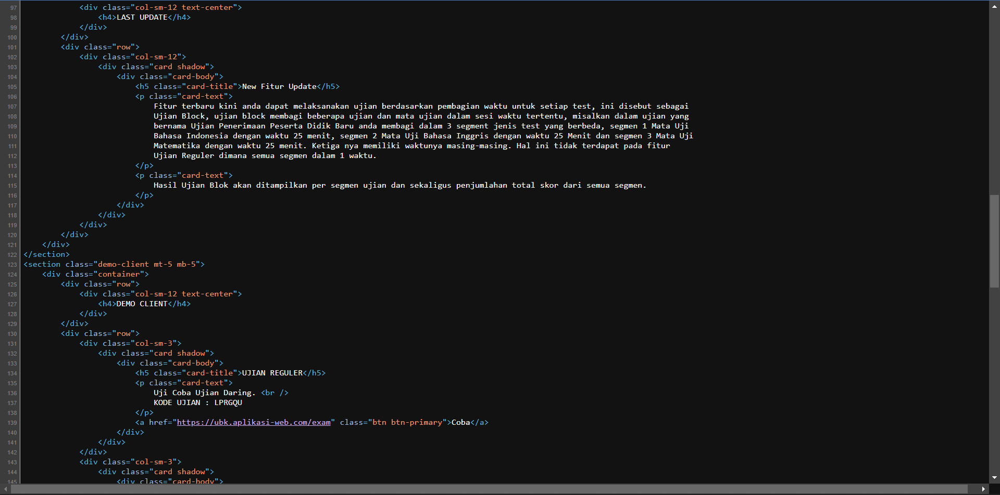 97 <div class="col-sm-12 text-center">
98 <h4>LAST UPDATE</h4>
99 </div>
100 </div>
101 <div class="row">
102 <div class="col-sm-12">
103 <div class="card shadow">
104 <div class="card-body">
105 <h5 class="card-title">New Fitur Update</h5>
106 <p class="card-text">
107 Fitur terbaru kini anda dapat melaksanakan ujian berdasarkan pembagian waktu untuk setiap test, ini disebut sebagai
108 Ujian Block, ujian block membagi beberapa ujian dan mata ujian dalam sesi waktu tertentu, misalkan dalam ujian yang
109 bernama Ujian Penerimaan Peserta Didik Baru anda membagi dalam 3 segment jenis test yang berbeda, segmen 1 Mata Uji
110 Bahasa Indonesia dengan waktu 25 menit, segmen 2 Mata Uji Bahasa Inggris dengan waktu 25 Menit dan segmen 3 Mata Uji
111 Matematika dengan waktu 25 menit. Ketiga nya memiliki waktunya masing-masing. Hal ini tidak terdapat pada fitur
112 Ujian Reguler dimana semua segmen dalam 1 waktu.
113 </p>
114 <p class="card-text">
115 Hasil Ujian Blok akan ditampilkan per segmen ujian dan sekaligus penjumlahan total skor dari semua segmen.
116 </p>
117 </div>
118 </div>
119 </div>
120 </div>
121 </div>
122 </section>
123 <section class="demo-client mt-5 mb-5">
124 <div class="container">
125 <div class="row">
126 <div class="col-sm-12 text-center">
127 <h4>DEMO CLIENT</h4>
128 </div>
129 </div>
130 <div class="row">
131 <div class="col-sm-3">
132 <div class="card shadow">
133 <div class="card-body">
134 <h5 class="card-title">UJIAN REGULER</h5>
135 <p class="card-text">
136 Uji Coba Ujian Daring. <br />
137 KODE UJIAN : LPRGQU
138 </p>
139 <a href="https://ubk.aplikasi-web.com/exam" class="btn btn-primary">Coba</a>
140 </div>
141 </div>
142 </div>
143 <div class="col-sm-3">
144 <div class="card shadow">
145 <div class="card-body">